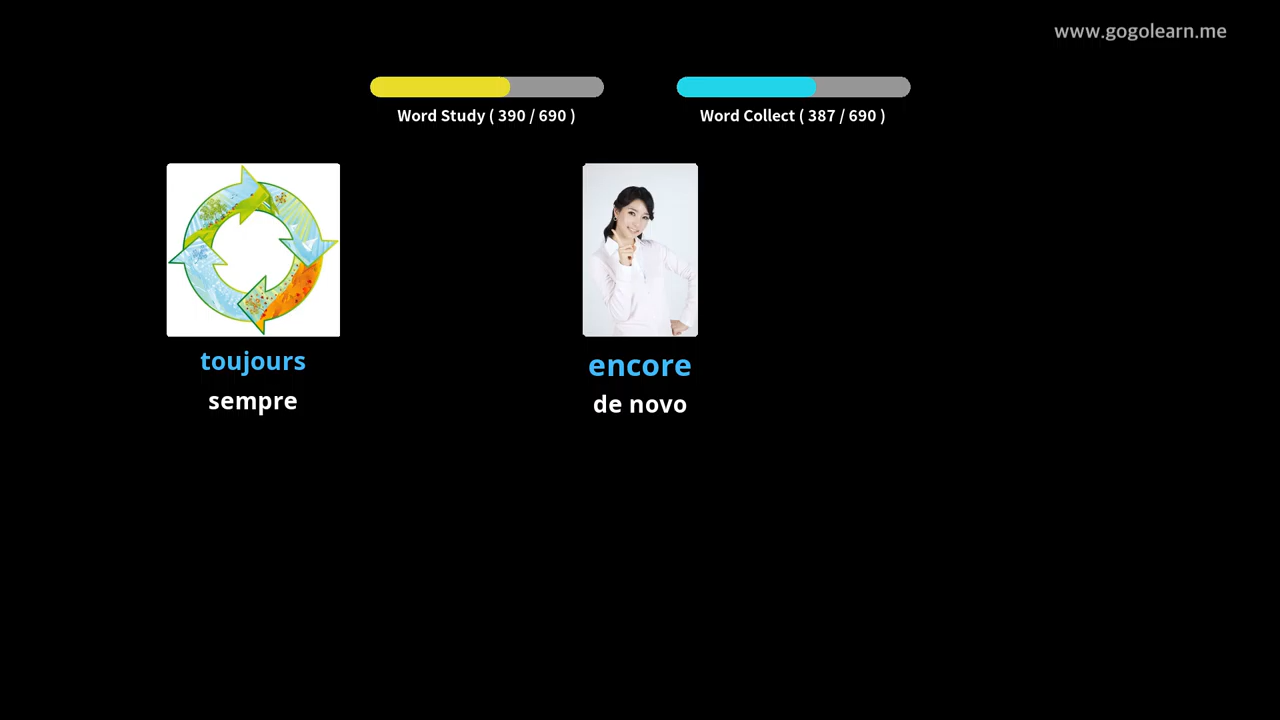 www.gogolearn.me
Word Study ( 390 / 690 )
Word Collect ( 387 / 690 )
toujours
sempre
encore
de novo